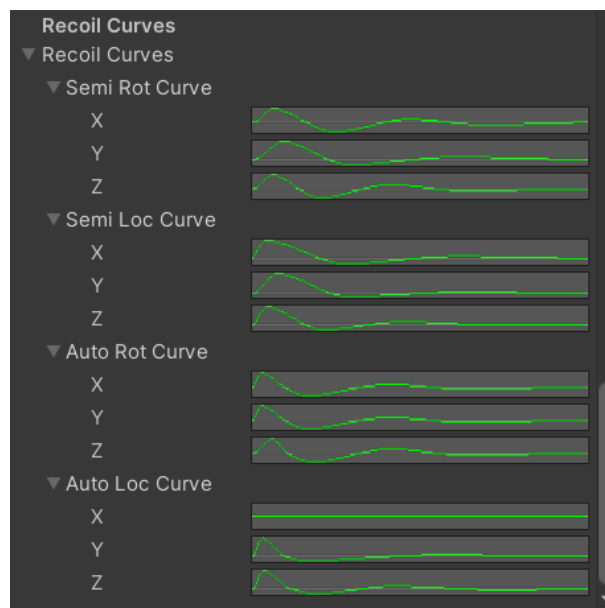 Recoil Curves
Recoil Curves
Semi Rot Curve
X
Y
Z
Semi Loc Curve
X
Y
Z
Auto Rot Curve
X
Y
Z
Auto Loc Curve
X
Y
Z